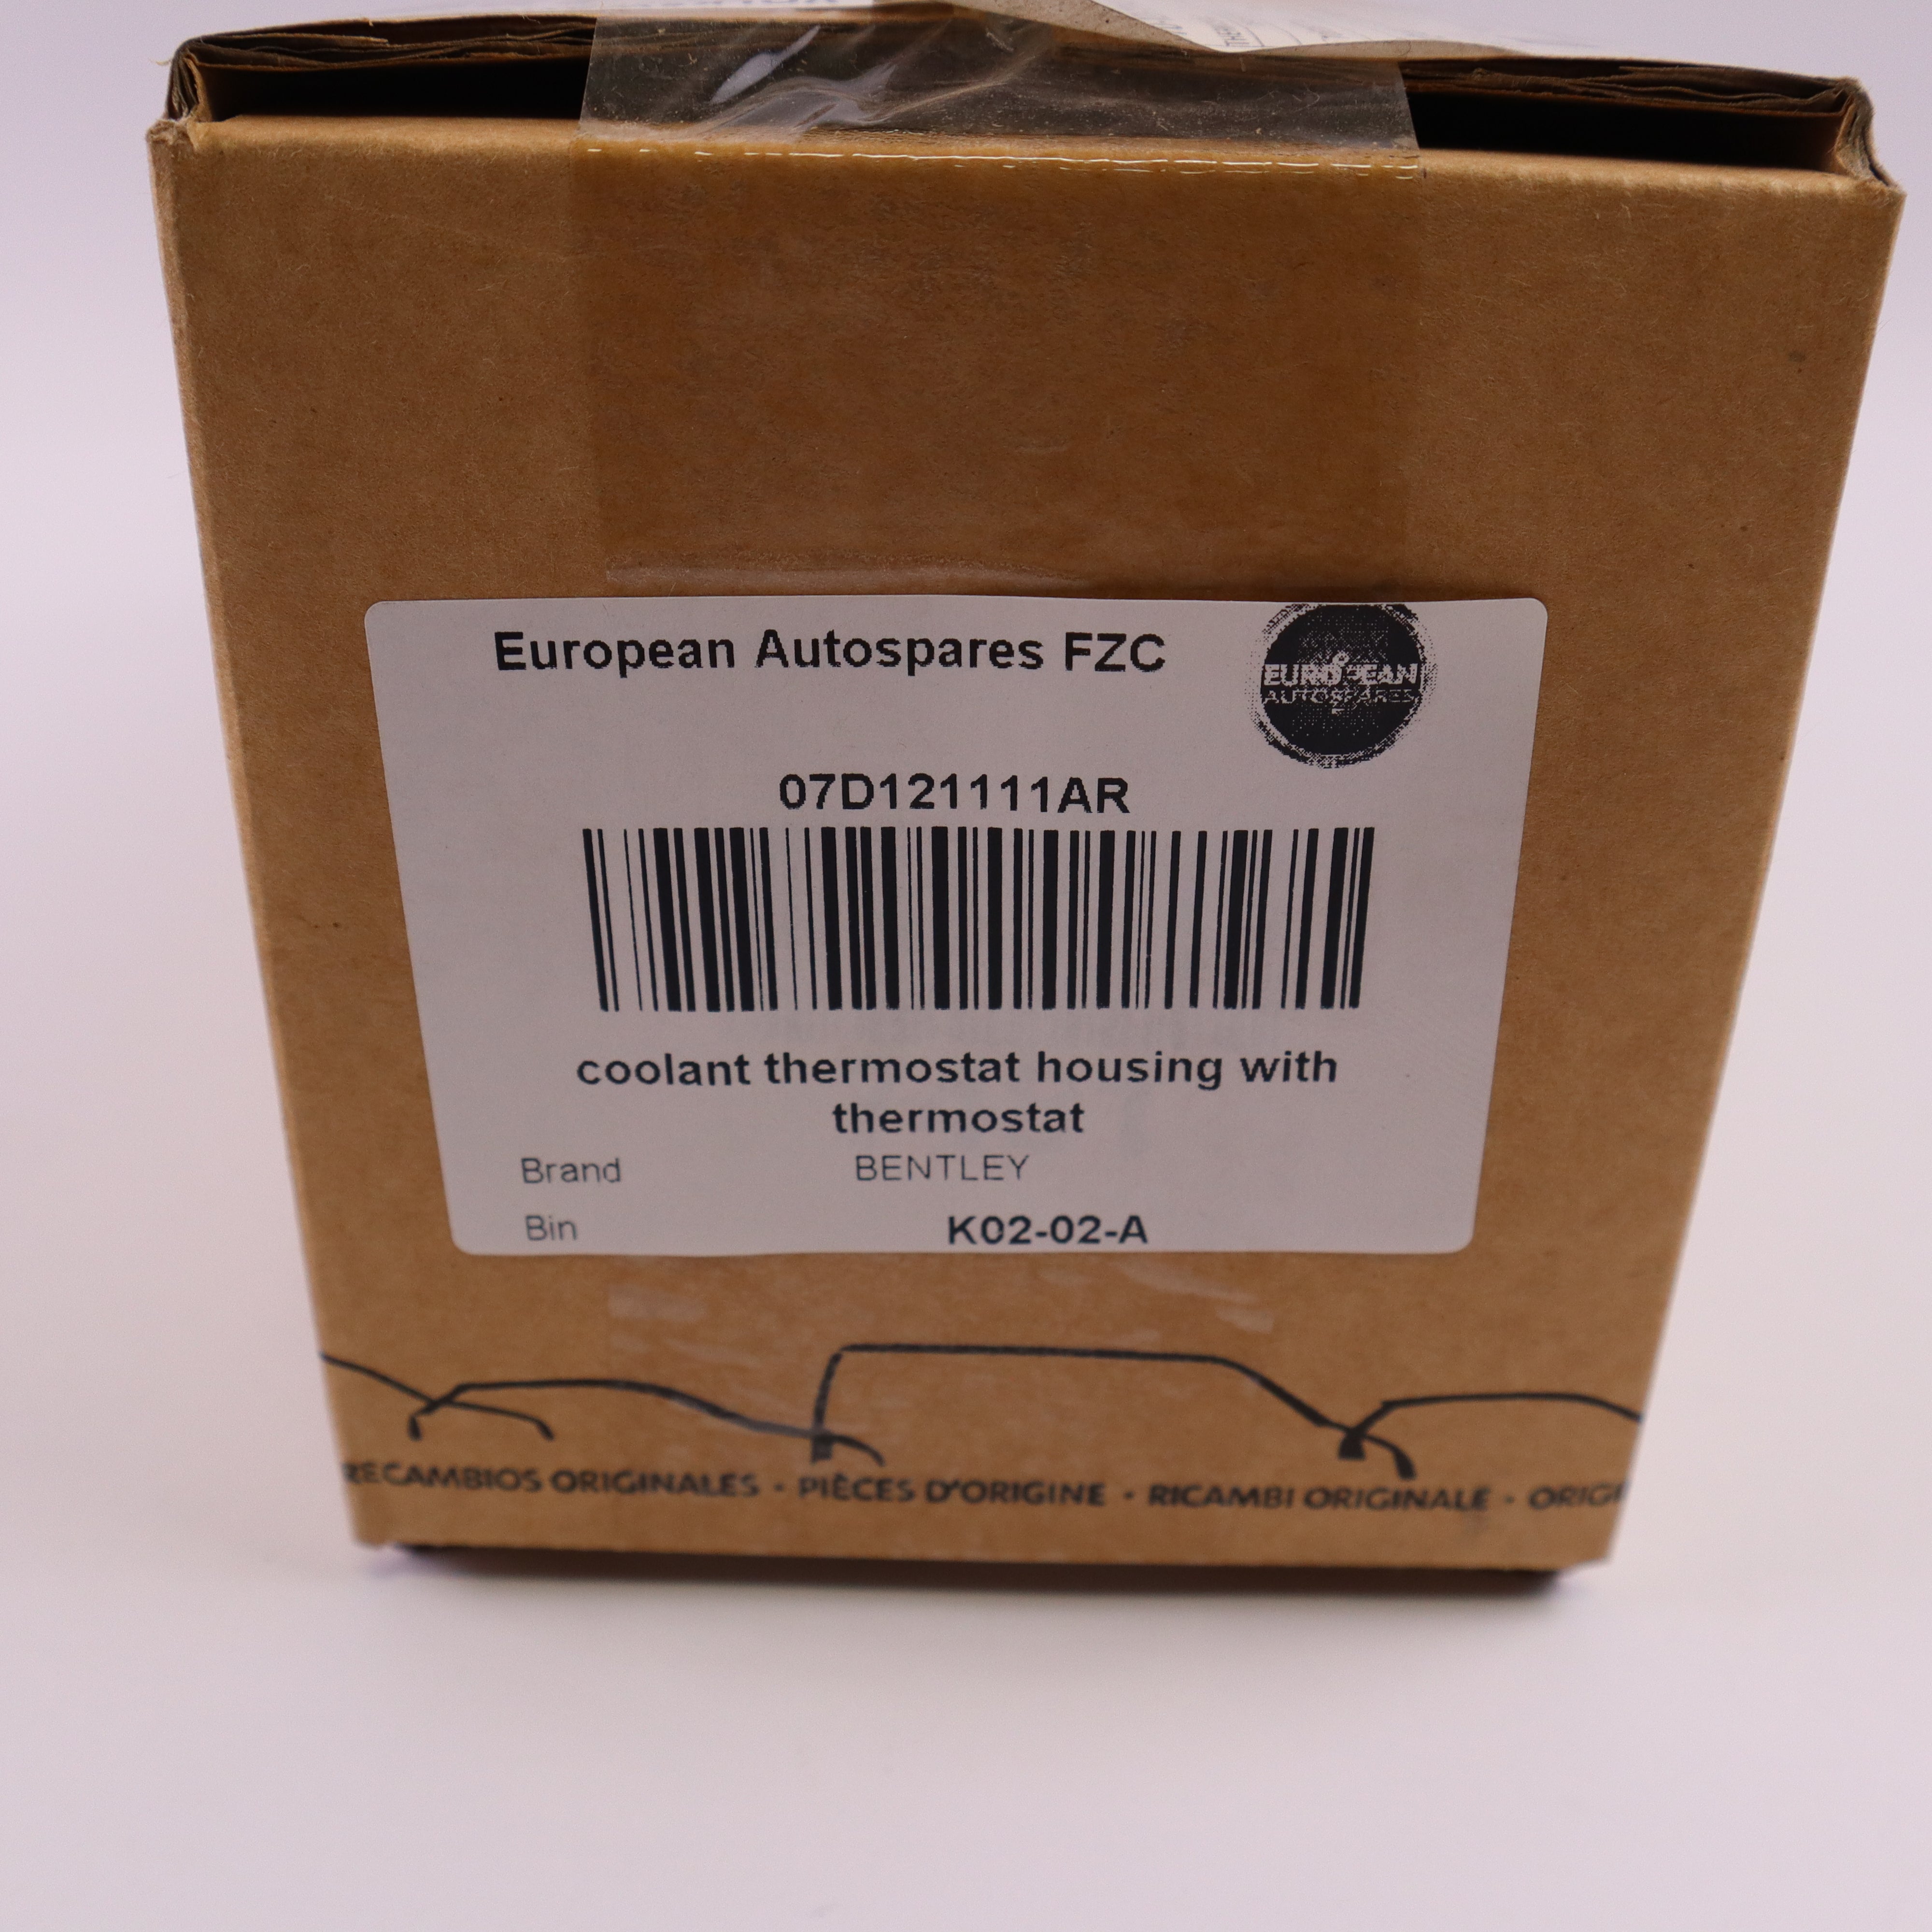 European Autospares FZC
EUROPEAN
AUTOSPARES
07D121111AR
coolant thermostat housing with
thermostat
Brand BENTLEY
Bin K02-02-A
RECAMBIOS ORIGINALES · PIÈCES D'ORIGINE · RICAMBI ORIGINALE · ORIGI